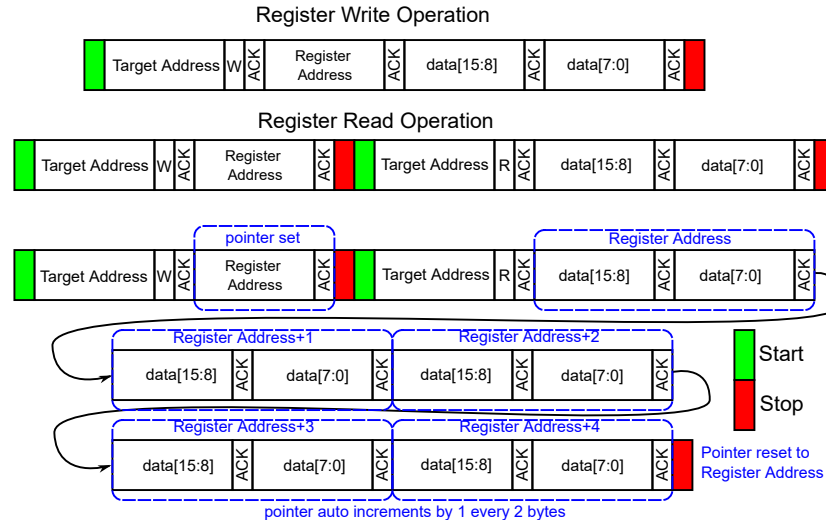 Register Write Operation
Target Address W ACK Register Address ACK data[15:8] ACK data[7:0] ACK
Register Read Operation
Target Address W ACK Register Address ACK Target Address R ACK data[15:8] ACK data[7:0] ACK
pointer set Register Address
Target Address W ACK Register Address ACK Target Address R ACK data[15:8] ACK data[7:0] ACK
Register Address+1 Register Address+2
data[15:8] ACK data[7:0] ACK data[15:8] ACK data[7:0] ACK
Start
Stop
Register Address+3 Register Address+4
data[15:8] ACK data[7:0] ACK data[15:8] ACK data[7:0] ACK
Pointer reset to
Register Address
pointer auto increments by 1 every 2 bytes